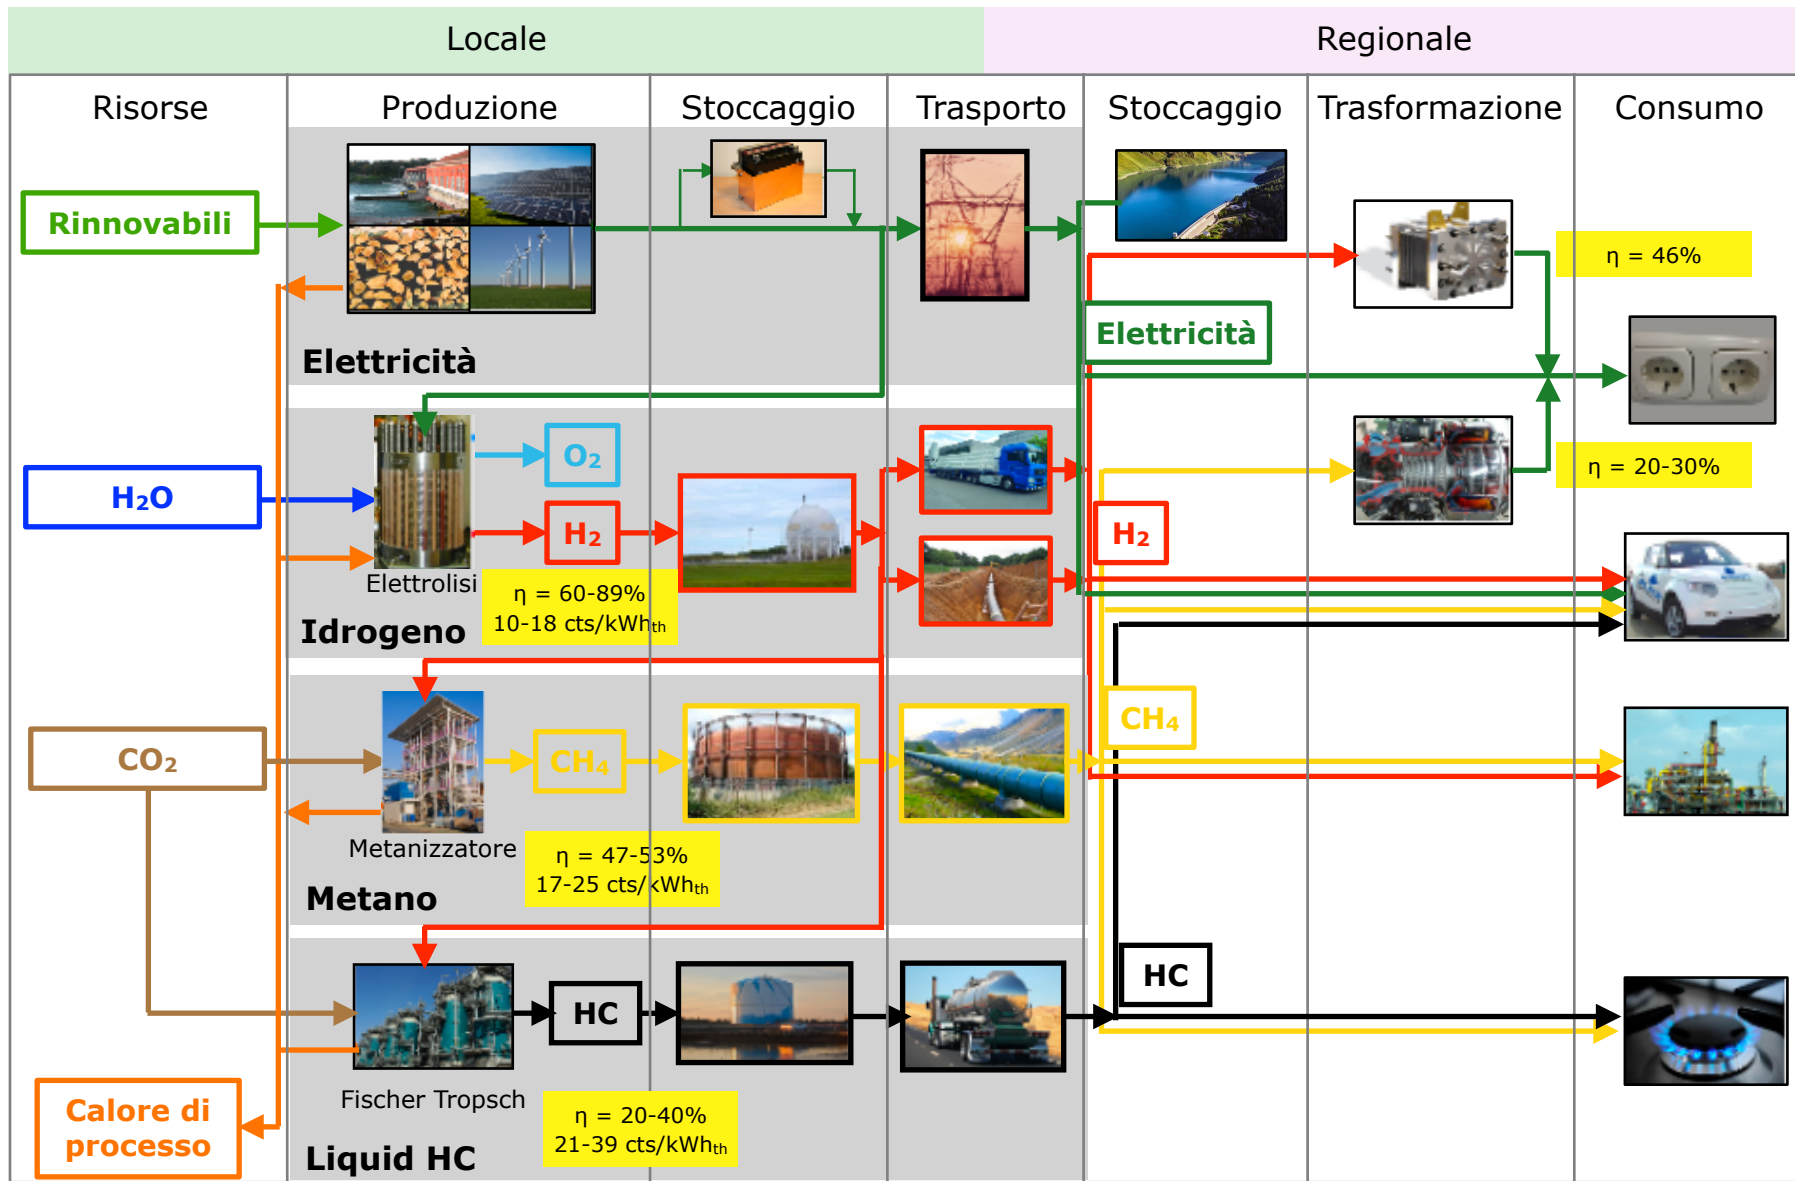 Locale
Regionale
Risorse
Produzione
Stoccaggio
Trasporto
Stoccaggio
Trasformazione
Consumo
Rinnovabili
η = 46%
Elettricità
Elettricità
O₂
H₂O
H₂
H₂
η = 20-30%
Elettrolisi
η = 60-89%
10-18 cts/kWhth
Idrogeno
CO₂
CH₄
CH₄
Metanizzatore
η = 47-53%
17-25 cts/kWhth
Metano
HC
HC
Fischer Tropsch
η = 20-40%
21-39 cts/kWhth
Calore di
processo
Liquid HC